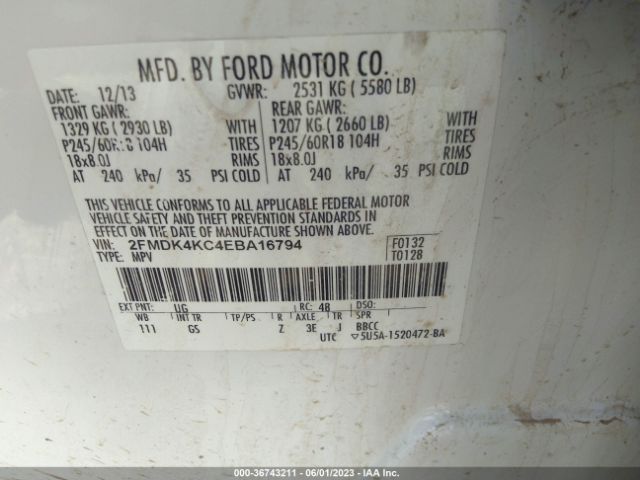 MFD. BY FORD MOTOR CO.
DATE: 12/13 GVWR: 2531 KG ( 5580 LB)
FRONT GAWR: REAR GAWR:
1329 KG ( 2930 LB) WITH 1207 KG ( 2660 LB) WITH
P245/60R18 104H TIRES P245/60R18 104H TIRES
18x8.0J RIMS 18x8.0J RIMS
AT 240 kPa/ 35 PSI COLD AT 240 kPa/ 35 PSI COLD
THIS VEHICLE CONFORMS TO ALL APPLICABLE FEDERAL MOTOR
VEHICLE SAFETY AND THEFT PREVENTION STANDARDS IN
EFFECT ON THE DATE OF MANUFACTURE SHOWN ABOVE.
VIN: 2FMDK4KC4EBA16794 F0132
TYPE: MPV T0128
EXT PNT: UG RC: 48 DSO:
WB INT TR TP/PS R AXLE TR SPR
111 GS Z 3E J BBCC
UTC ▽5U5A-1520472-BA
000-36743211 - 06/01/2023 - IAA Inc.